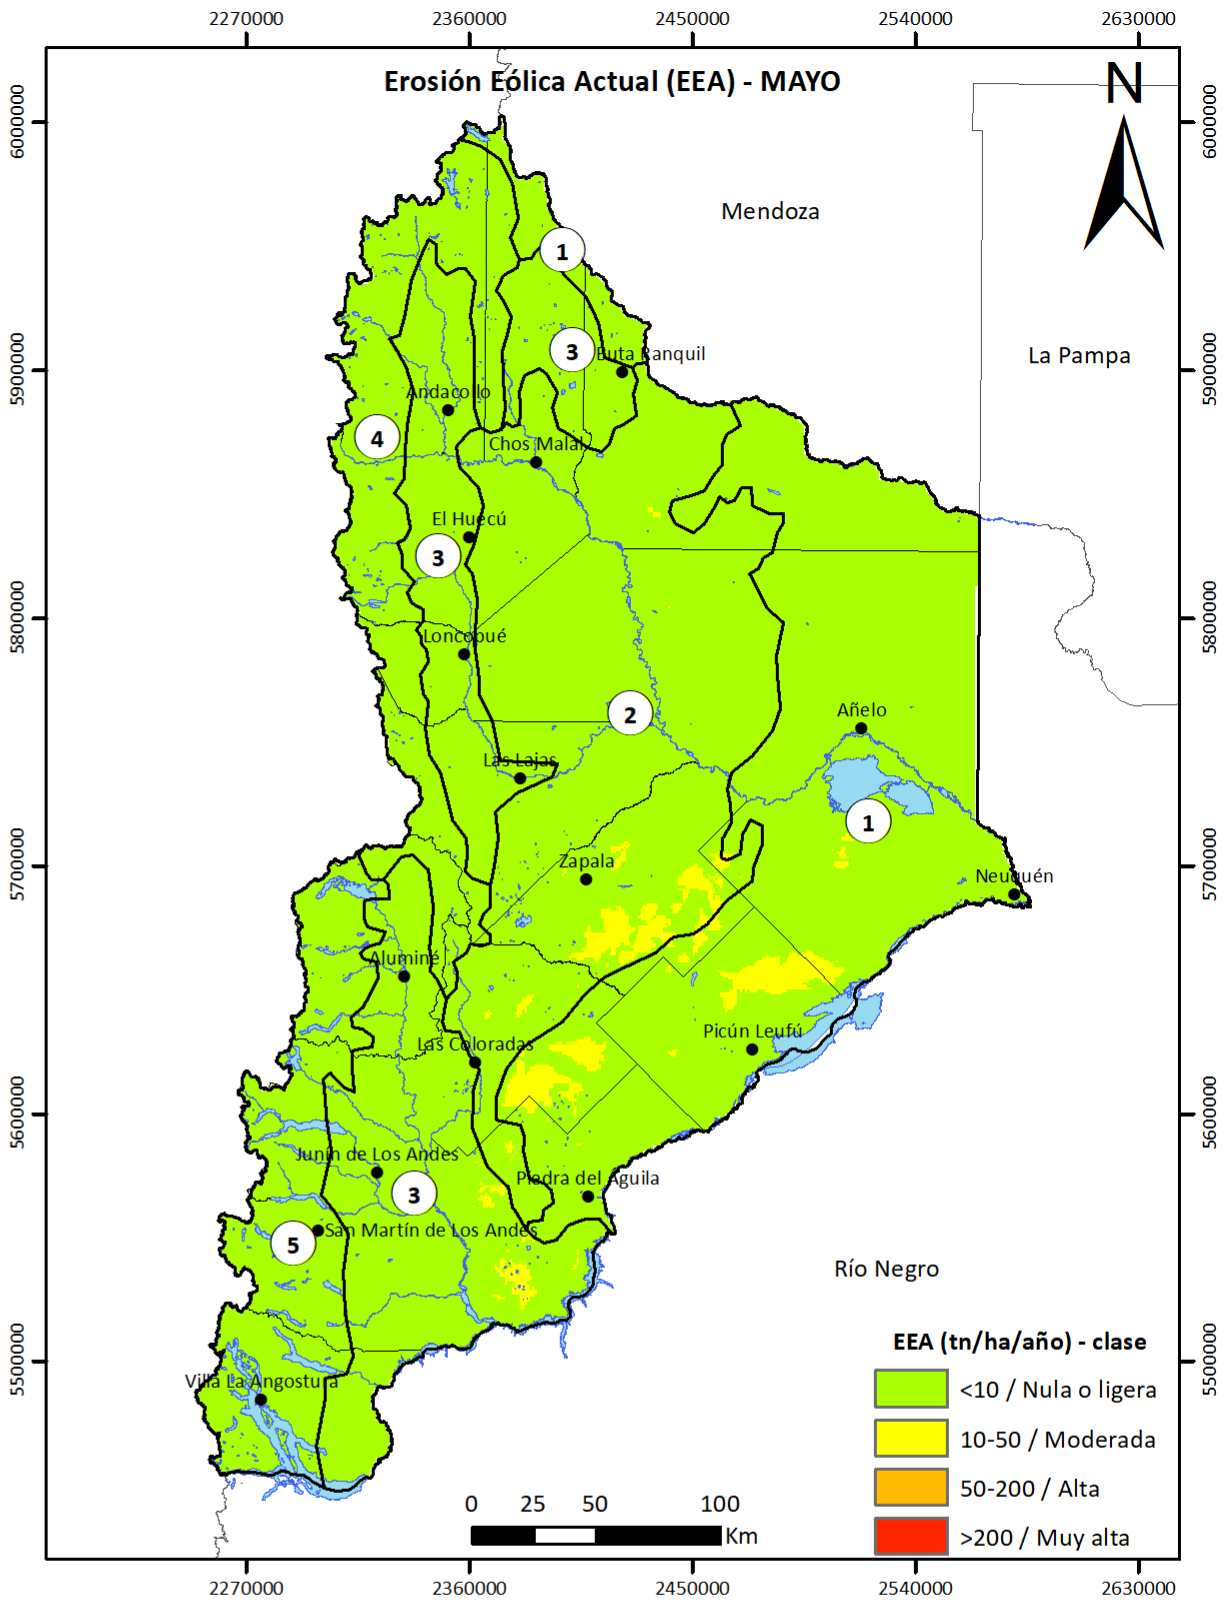 2270000 2360000 2450000 2540000 2630000
Erosión Eólica Actual (EEA) - MAYO
N
6000000
6000000
Mendoza
1
3
Buta Ranquil
La Pampa
5900000
5900000
Andacollo
4
Chos Malal
El Huecú
3
5800000
5800000
Loncopué
2
Añelo
Las Lajas
1
Zapala
5700000
5700000
Neuquén
Aluminé
Picún Leufú
Las Coloradas
5600000
5600000
Junín de Los Andes
3
Piedra del Aguila
San Martín de Los Andes
5
Río Negro
EEA (tn/ha/año) - clase
5500000
5500000
Villa La Angostura
<10 / Nula o ligera
10-50 / Moderada
50-200 / Alta
>200 / Muy alta
0 25 50 100
Km
2270000 2360000 2450000 2540000 2630000